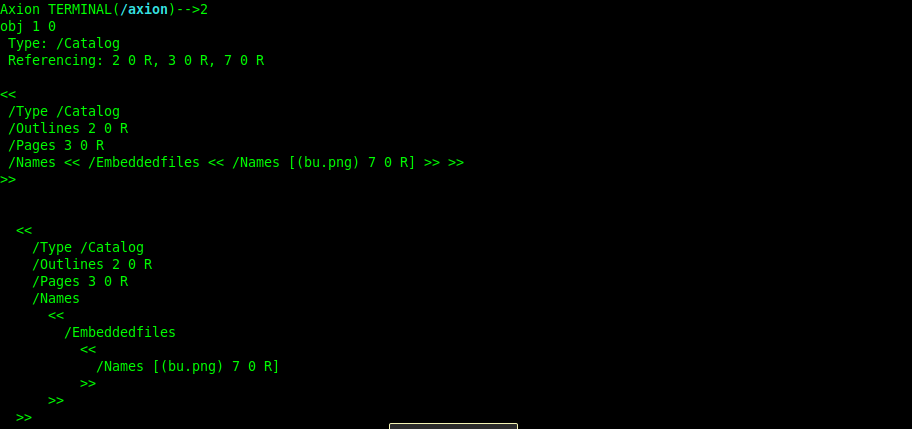 Axion TERMINAL(/axion)-->2
obj 1 0
Type: /Catalog
Referencing: 2 0 R, 3 0 R, 7 0 R
<<
/Type /Catalog
/Outlines 2 0 R
/Pages 3 0 R
/Names << /Embeddedfiles << /Names [(bu.png) 7 0 R] >> >>
>>
<<
/Type /Catalog
/Outlines 2 0 R
/Pages 3 0 R
/Names
<<
/Embeddedfiles
<<
/Names [(bu.png) 7 0 R]
>>
>>
>>